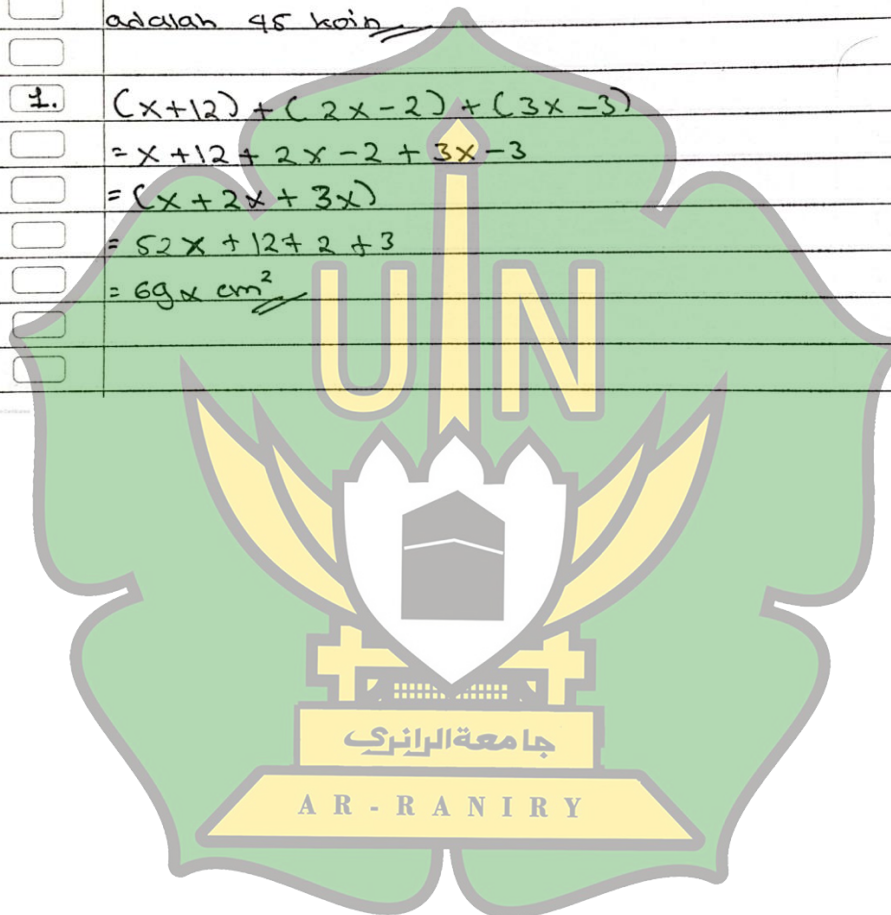 adalah 45 koin
1. (x+12) + (2x-2) + (3x-3)
= x +12 + 2x -2 + 3x -3
= (x + 2x + 3x)
= 52x + 12 + 2 + 3
= 69x cm²
UIN
جامعة الرانري
AR-RANIRY